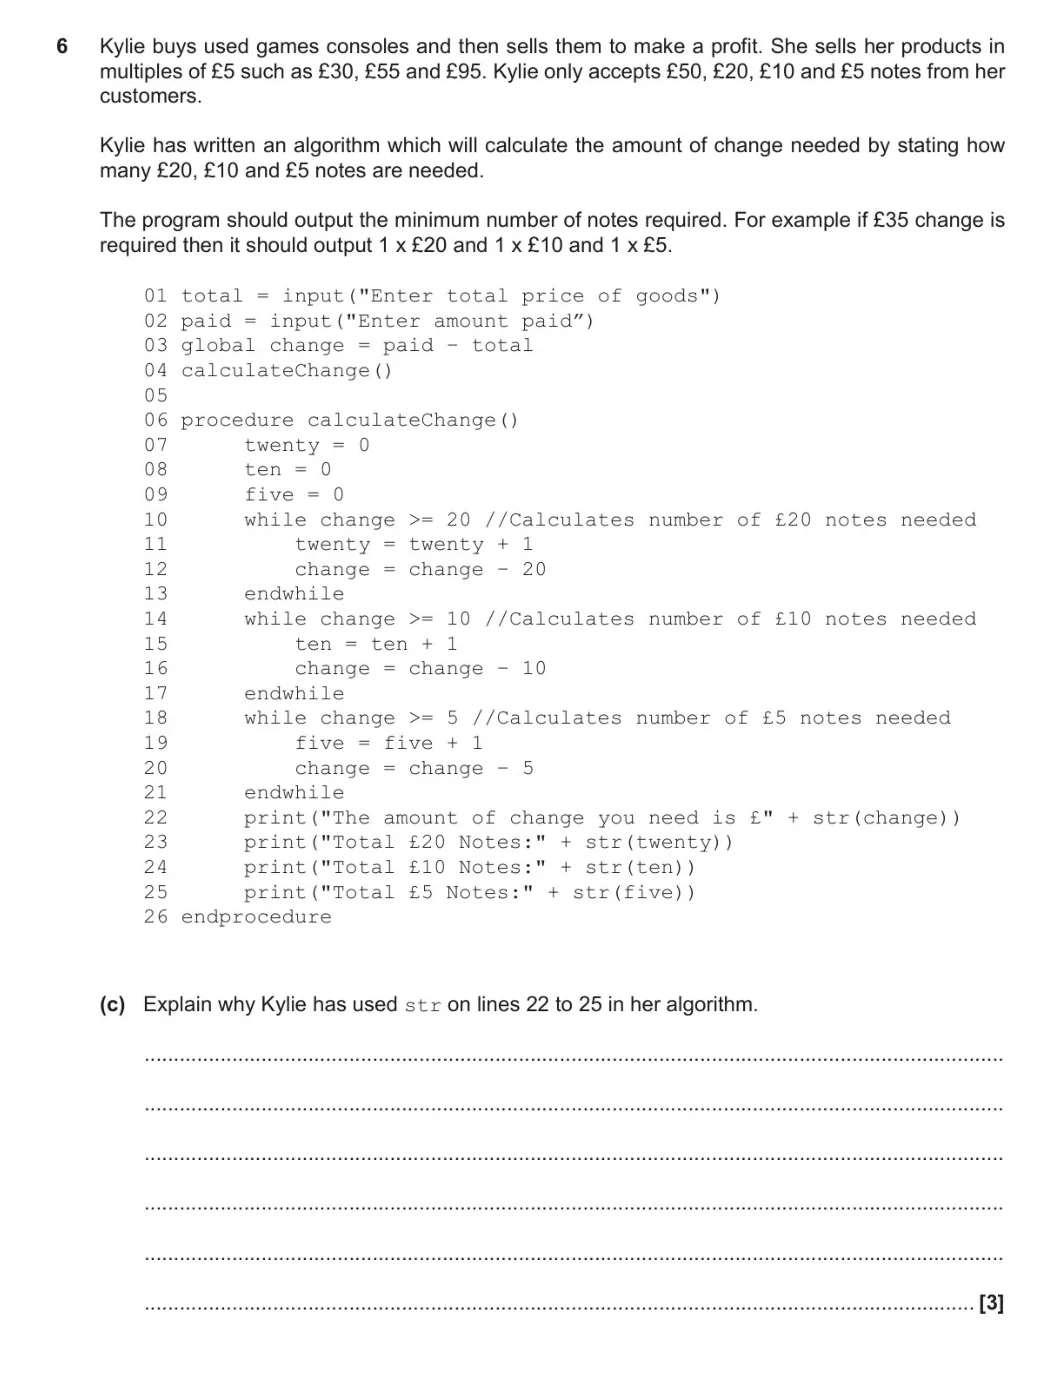 6 Kylie buys used games consoles and then sells them to make a profit. She sells her products in
multiples of £5 such as £30, £55 and £95. Kylie only accepts £50, £20, £10 and £5 notes from her
customers.
Kylie has written an algorithm which will calculate the amount of change needed by stating how
many £20, £10 and £5 notes are needed.
The program should output the minimum number of notes required. For example if £35 change is
required then it should output 1 x £20 and 1 x £10 and 1 x £5.
01 total = input("Enter total price of goods")
02 paid = input("Enter amount paid”)
03 global change = paid – total
04 calculateChange()
05
06 procedure calculateChange()
07 twenty = 0
08 ten = 0
09 five = 0
10 while change >= 20 //Calculates number of £20 notes needed
11 twenty = twenty + 1
12 change = change - 20
13 endwhile
14 while change >= 10 //Calculates number of £10 notes needed
15 ten = ten + 1
16 change = change - 10
17 endwhile
18 while change >= 5 //Calculates number of £5 notes needed
19 five = five + 1
20 change = change - 5
21 endwhile
22 print("The amount of change you need is £" + str(change))
23 print("Total £20 Notes:" + str(twenty))
24 print("Total £10 Notes:" + str(ten))
25 print("Total £5 Notes:" + str(five))
26 endprocedure
(c) Explain why Kylie has used str on lines 22 to 25 in her algorithm.
[3]